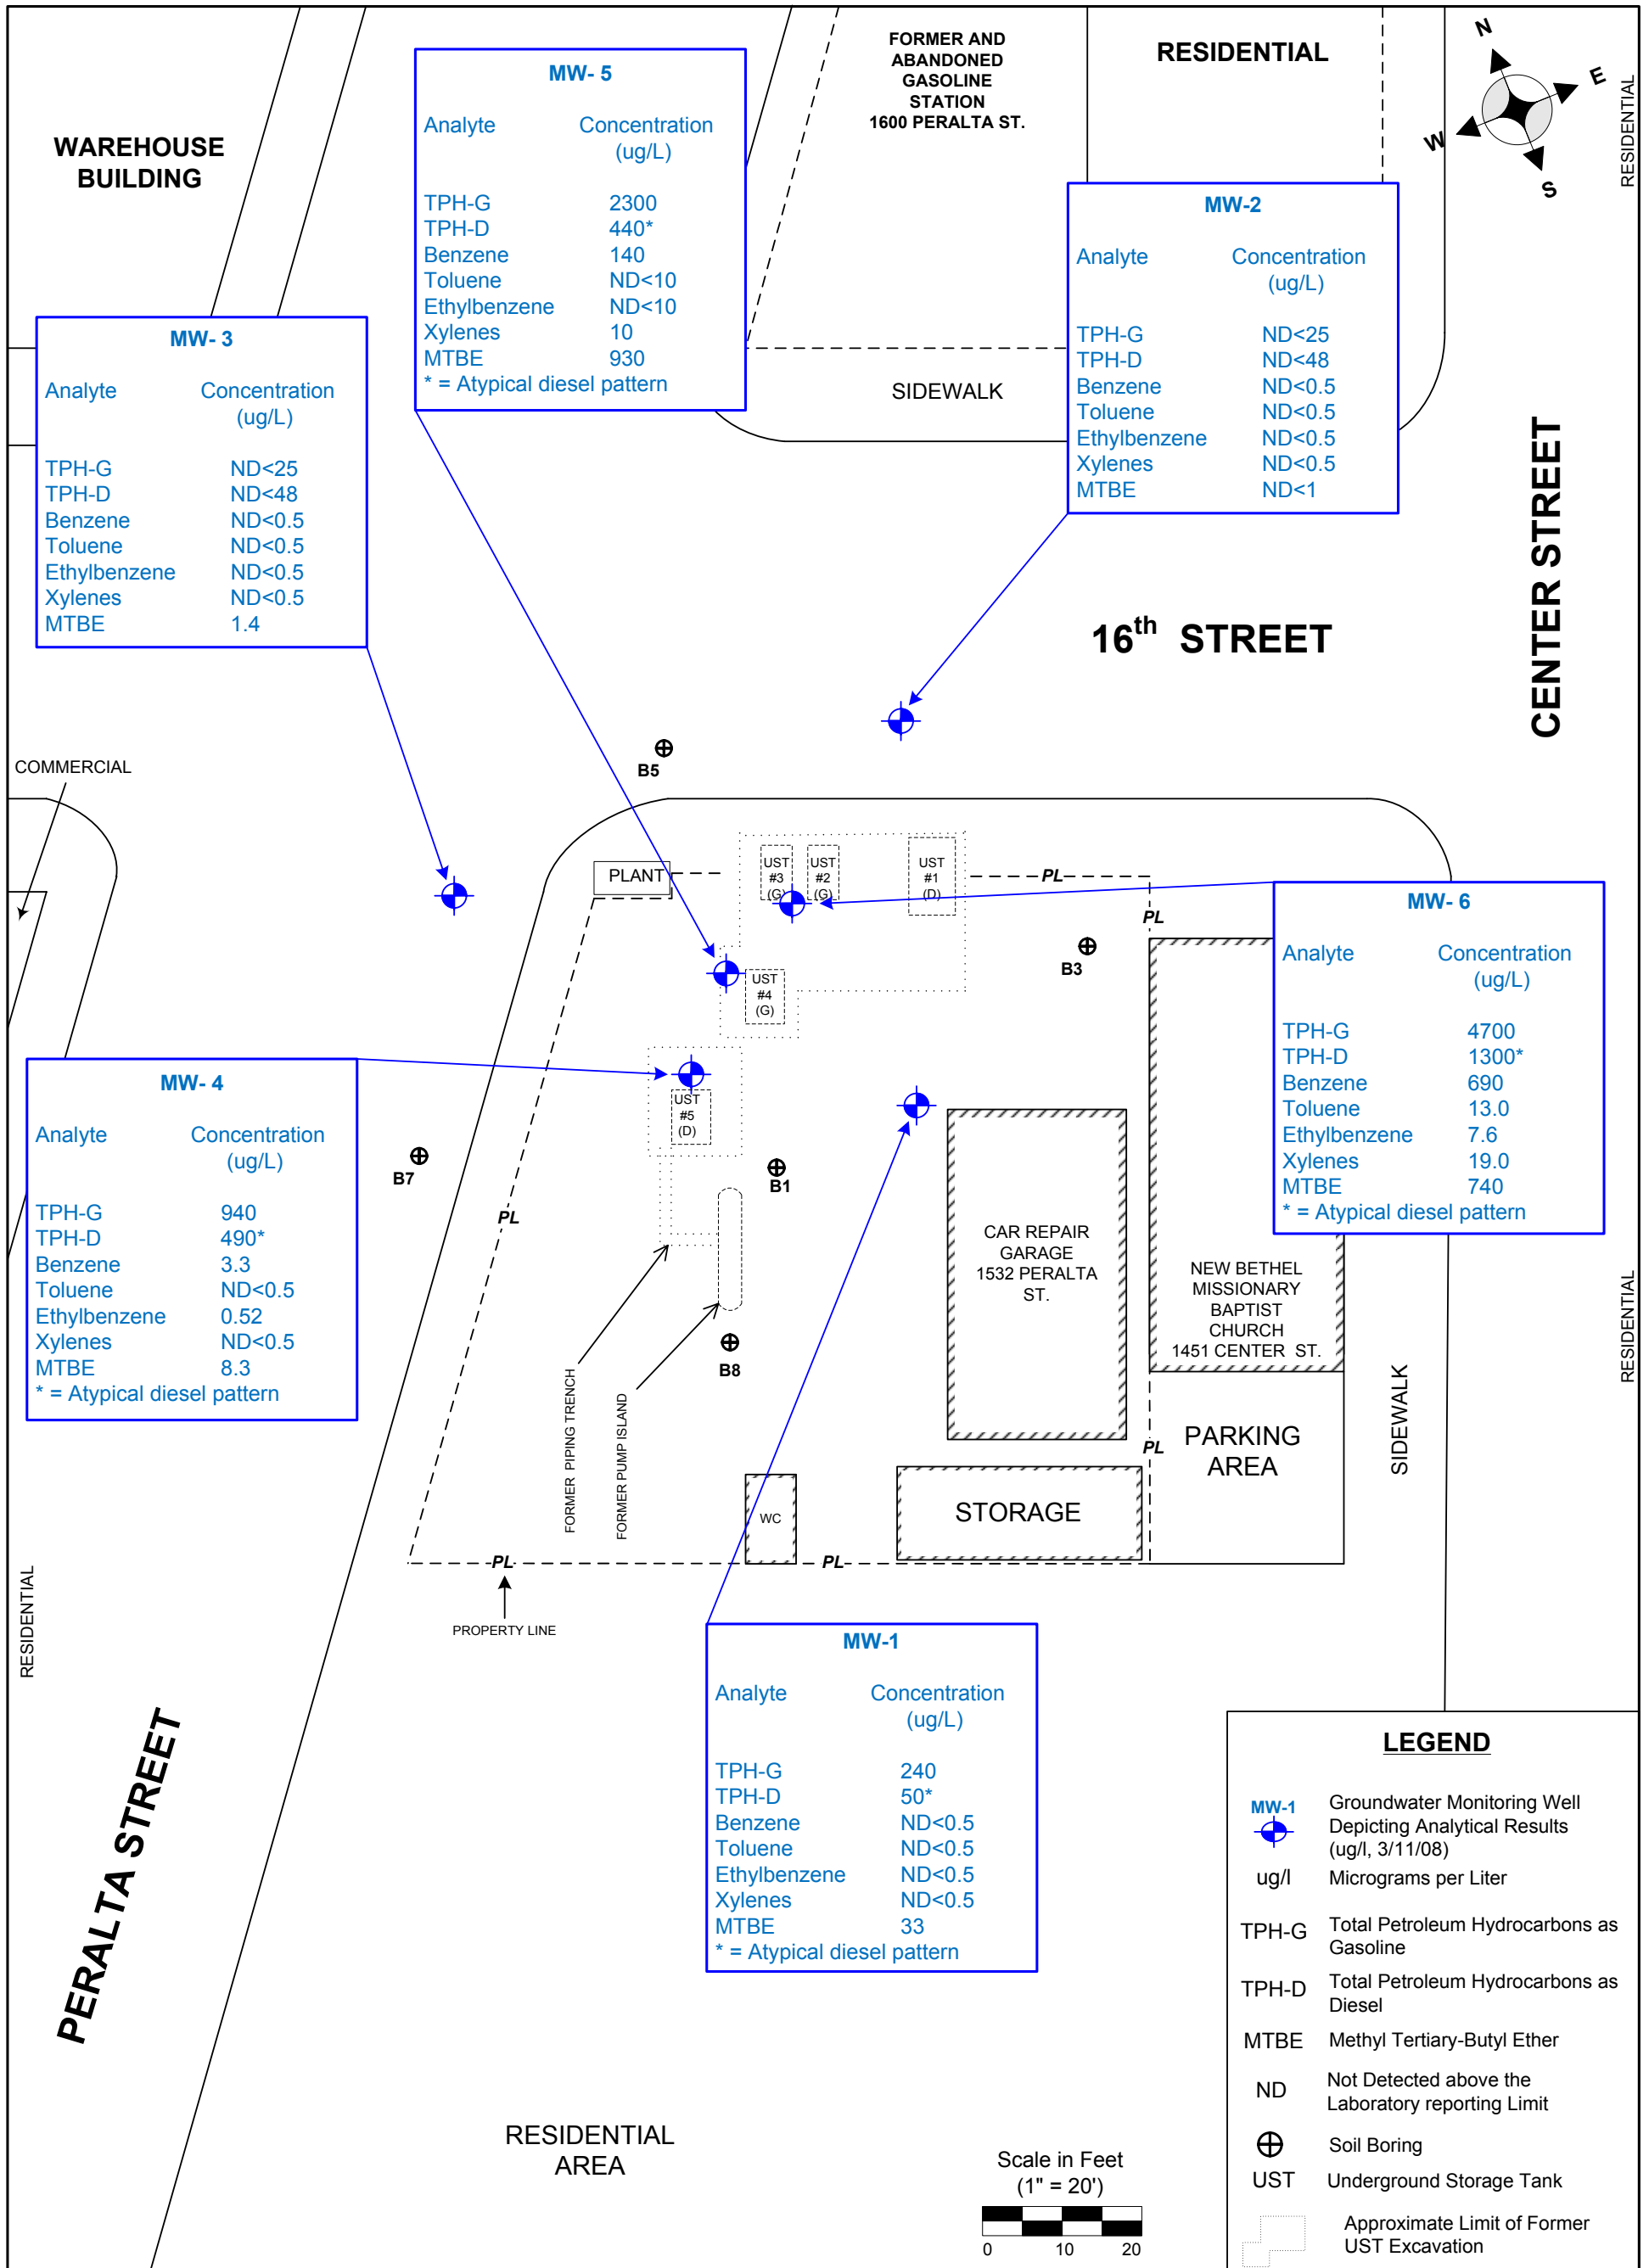 FORMER AND
ABANDONED
GASOLINE
STATION
1600 PERALTA ST.
RESIDENTIAL
N
E
W
S
RESIDENTIAL
WAREHOUSE
BUILDING
MW- 5
Analyte Concentration
(ug/L)
TPH-G 2300
TPH-D 440*
Benzene 140
Toluene ND<10
Ethylbenzene ND<10
Xylenes 10
MTBE 930
* = Atypical diesel pattern
MW-2
Analyte Concentration
(ug/L)
TPH-G ND<25
TPH-D ND<48
Benzene ND<0.5
Toluene ND<0.5
Ethylbenzene ND<0.5
Xylenes ND<0.5
MTBE ND<1
MW- 3
Analyte Concentration
(ug/L)
TPH-G ND<25
TPH-D ND<48
Benzene ND<0.5
Toluene ND<0.5
Ethylbenzene ND<0.5
Xylenes ND<0.5
MTBE 1.4
SIDEWALK
CENTER STREET
16th STREET
COMMERCIAL
B5
PLANT
UST
#3
(G)
UST
#2
(G)
UST
#1
(D)
PL
PL
B3
UST
#4
(G)
MW- 6
Analyte Concentration
(ug/L)
TPH-G 4700
TPH-D 1300*
Benzene 690
Toluene 13.0
Ethylbenzene 7.6
Xylenes 19.0
MTBE 740
* = Atypical diesel pattern
MW- 4
Analyte Concentration
(ug/L)
TPH-G 940
TPH-D 490*
Benzene 3.3
Toluene ND<0.5
Ethylbenzene 0.52
Xylenes ND<0.5
MTBE 8.3
* = Atypical diesel pattern
UST
#5
(D)
B7
B1
PL
CAR REPAIR
GARAGE
1532 PERALTA
ST.
NEW BETHEL
MISSIONARY
BAPTIST
CHURCH
1451 CENTER ST.
RESIDENTIAL
B8
FORMER PIPING TRENCH
FORMER PUMP ISLAND
SIDEWALK
PL
PARKING
AREA
WC
STORAGE
PL
PL
PROPERTY LINE
RESIDENTIAL
PERALTA STREET
MW-1
Analyte Concentration
(ug/L)
TPH-G 240
TPH-D 50*
Benzene ND<0.5
Toluene ND<0.5
Ethylbenzene ND<0.5
Xylenes ND<0.5
MTBE 33
* = Atypical diesel pattern
RESIDENTIAL
AREA
Scale in Feet
(1" = 20')
0 10 20
LEGEND
MW-1 Groundwater Monitoring Well
Depicting Analytical Results
(ug/l, 3/11/08)
ug/l Micrograms per Liter
TPH-G Total Petroleum Hydrocarbons as
Gasoline
TPH-D Total Petroleum Hydrocarbons as
Diesel
MTBE Methyl Tertiary-Butyl Ether
ND Not Detected above the
Laboratory reporting Limit
Soil Boring
UST Underground Storage Tank
Approximate Limit of Former
UST Excavation